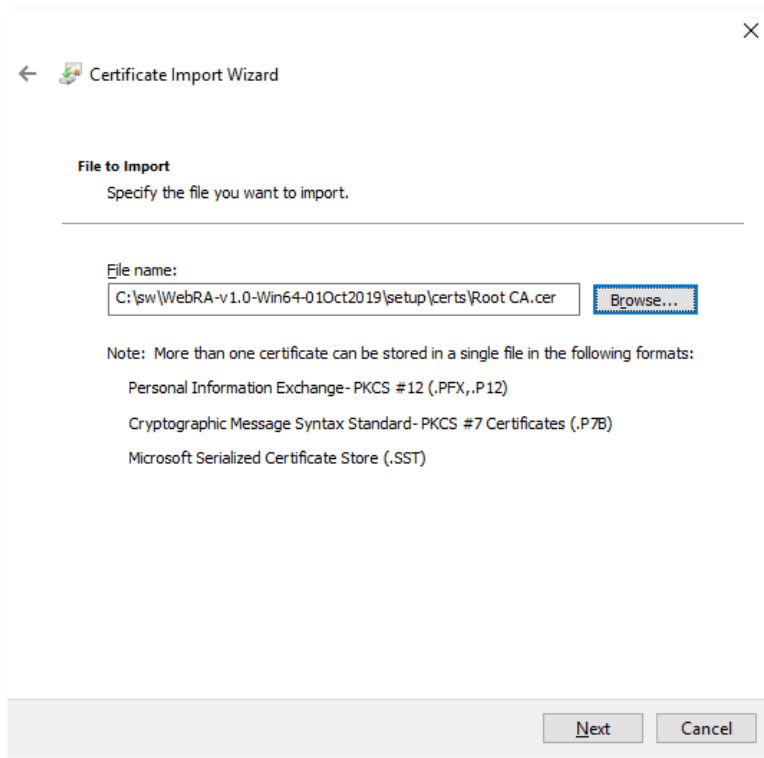 Certificate Import Wizard
File to Import
Specify the file you want to import.
File name:
C:\sw\WebRA-v1.0-Win64-01Oct2019\setup\certs\Root CA.cer
Browse...
Note: More than one certificate can be stored in a single file in the following formats:
Personal Information Exchange- PKCS #12 (.PFX,.P12)
Cryptographic Message Syntax Standard- PKCS #7 Certificates (.P7B)
Microsoft Serialized Certificate Store (.SST)
Next
Cancel